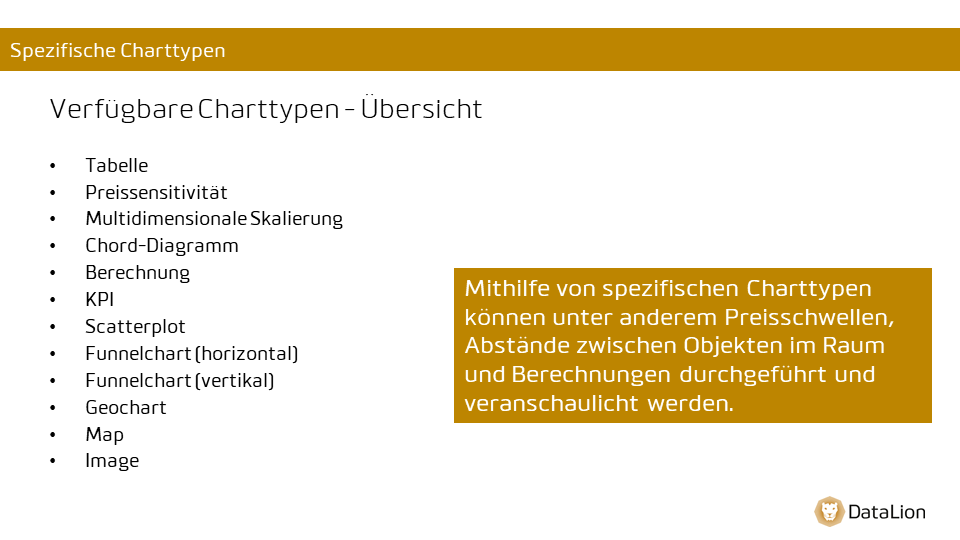 Spezifische Charttypen
Verfügbare Charttypen - Übersicht
• Tabelle
• Preissensitivität
• Multidimensionale Skalierung
• Chord-Diagramm
• Berechnung
• KPI
• Scatterplot
• Funnelchart (horizontal)
• Funnelchart (vertikal)
• Geochart
• Map
• Image
Mithilfe von spezifischen Charttypen
können unter anderem Preisschwellen,
Abstände zwischen Objekten im Raum
und Berechnungen durchgeführt und
veranschaulicht werden.
DataLion